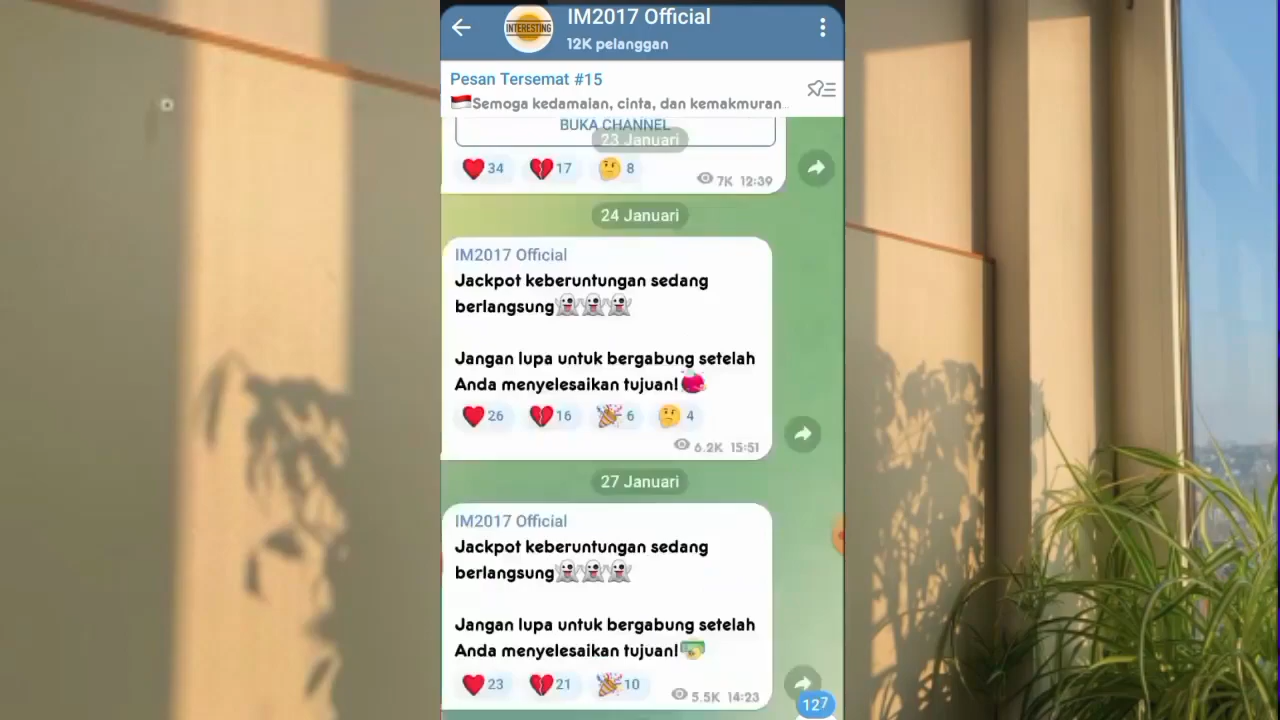 INTERESTING
IM2017 Official
12K pelanggan
Pesan Tersemat #15
🇮🇩Semoga kedamaian, cinta, dan kemakmuran...
BUKA CHANNEL
23 Januari
❤️ 34 💔 17 🤔 8
7K 12:39
24 Januari
IM2017 Official
Jackpot keberuntungan sedang
berlangsung👻👻👻
Jangan lupa untuk bergabung setelah
Anda menyelesaikan tujuan!
❤️ 26 💔 16 🎉 6 🤔 4
6.2K 15:51
27 Januari
IM2017 Official
Jackpot keberuntungan sedang
berlangsung👻👻👻
Jangan lupa untuk bergabung setelah
Anda menyelesaikan tujuan!
❤️ 23 💔 21 🎉 10
5.5K 14:23
127